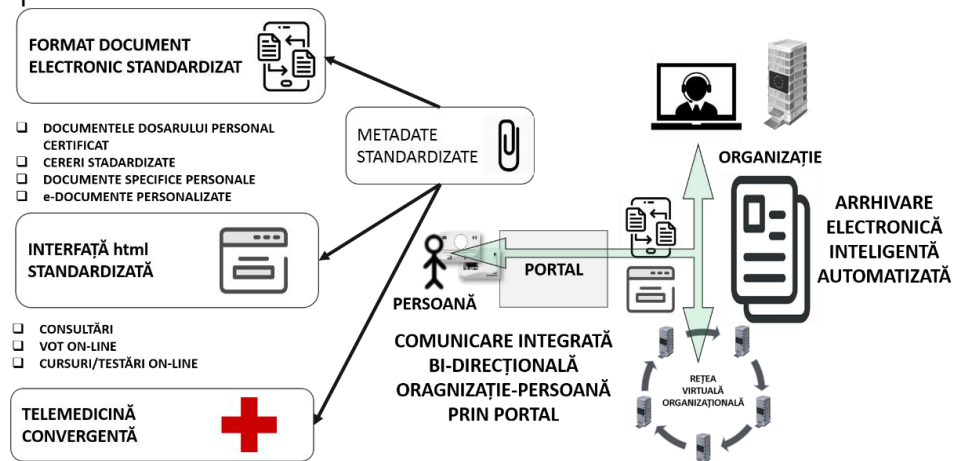 FORMAT DOCUMENT
ELECTRONIC STANDARDIZAT
DOCUMENTELE DOSARULUI PERSONAL
CERTIFICAT
CERERI STADARDIZATE
DOCUMENTE SPECIFICE PERSONALE
e-DOCUMENTE PERSONALIZATE
INTERFAȚĂ html
STANDARDIZATĂ
CONSULTĂRI
VOT ON-LINE
CURSURI/TESTĂRI ON-LINE
TELEMEDICINĂ
CONVERGENTĂ
METADATE
STANDARDIZATE
PERSOANĂ
PORTAL
COMUNICARE INTEGRATĂ
BI-DIRECȚIONALĂ
ORAGNIZAȚIE-PERSOANĂ
PRIN PORTAL
ORGANIZAȚIE
ARRHIVARE
ELECTRONICĂ
INTELIGENTĂ
AUTOMATIZATĂ
REȚEA
VIRTUALĂ
ORGANIZAȚIONALĂ